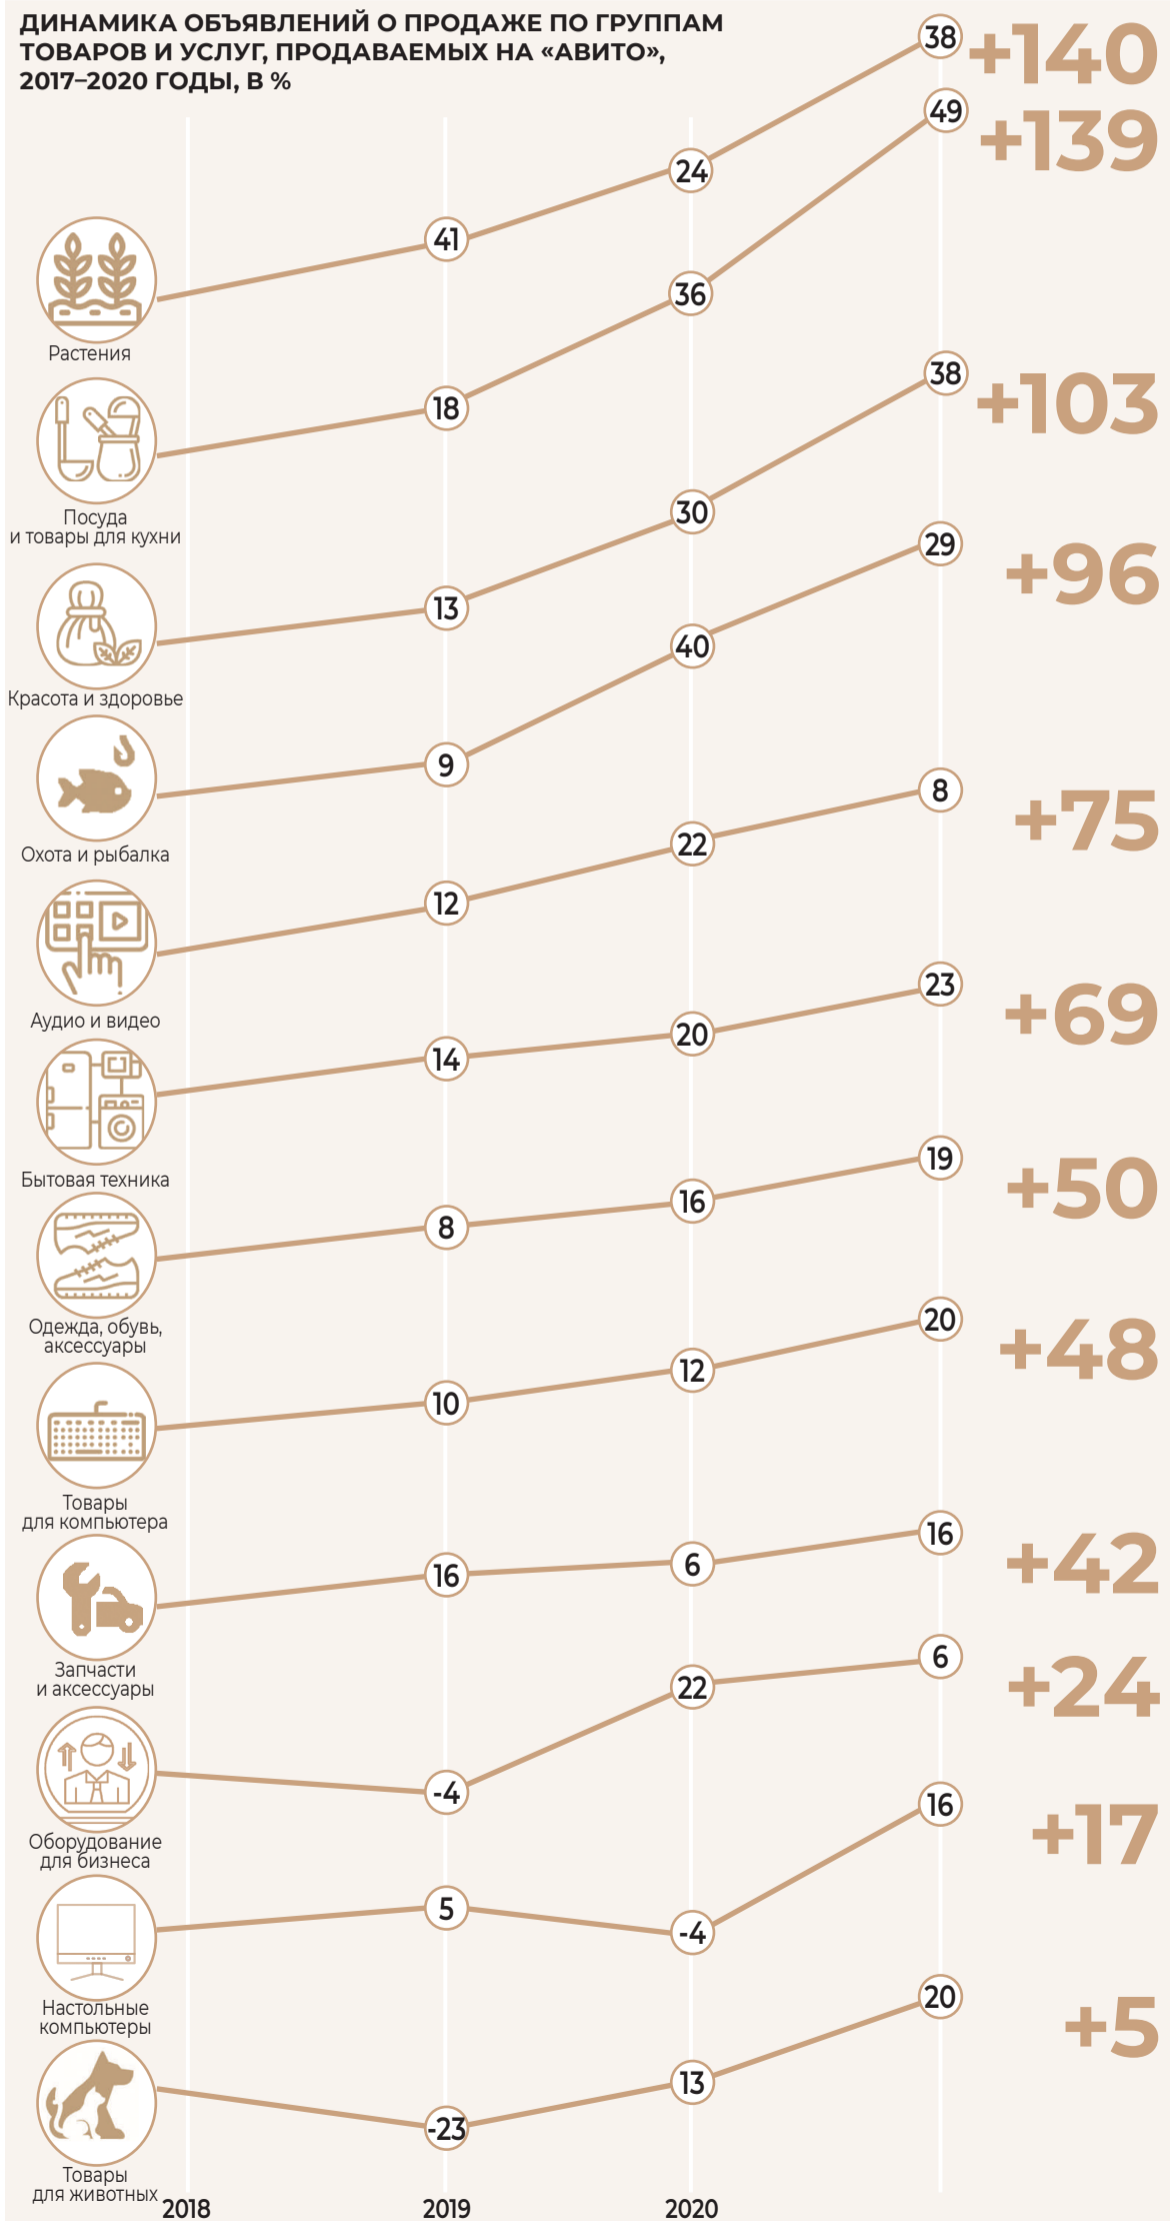 ДИНАМИКА ОБЪЯВЛЕНИЙ О ПРОДАЖЕ ПО ГРУППАМ
ТОВАРОВ И УСЛУГ, ПРОДАВАЕМЫХ НА «АВИТО»,
2017–2020 ГОДЫ, В %
41
24
38
+140
Растения
18
36
49
+139
Посуда
и товары для кухни
13
30
38
+103
Красота и здоровье
9
40
29
+96
Охота и рыбалка
12
22
8
+75
Аудио и видео
14
20
23
+69
Бытовая техника
8
16
19
+50
Одежда, обувь,
аксессуары
10
12
20
+48
Товары
для компьютера
16
6
16
+42
Запчасти
и аксессуары
-4
22
6
+24
Оборудование
для бизнеса
5
-4
16
+17
Настольные
компьютеры
-23
13
20
+5
Товары
для животных
2018
2019
2020